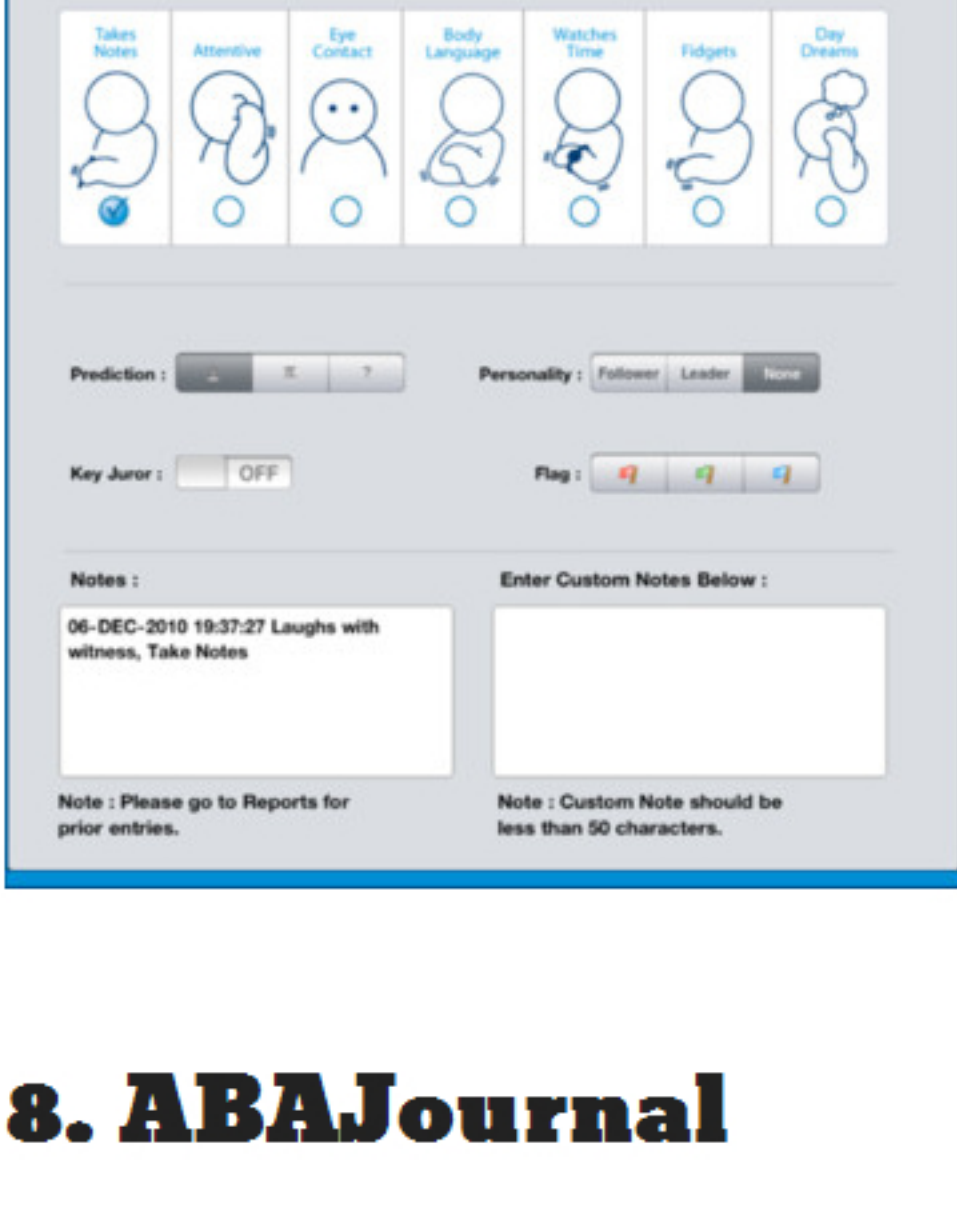 Takes Notes
Attentive
Eye Contact
Body Language
Watches Time
Fidgets
Day Dreams
Prediction : π ?
Personality : Follower Leader None
Key Juror : OFF
Flag :
Notes :
Enter Custom Notes Below :
06-DEC-2010 19:37:27 Laughs with
witness, Take Notes
Note : Please go to Reports for
prior entries.
Note : Custom Note should be
less than 50 characters.
8. ABAJournal